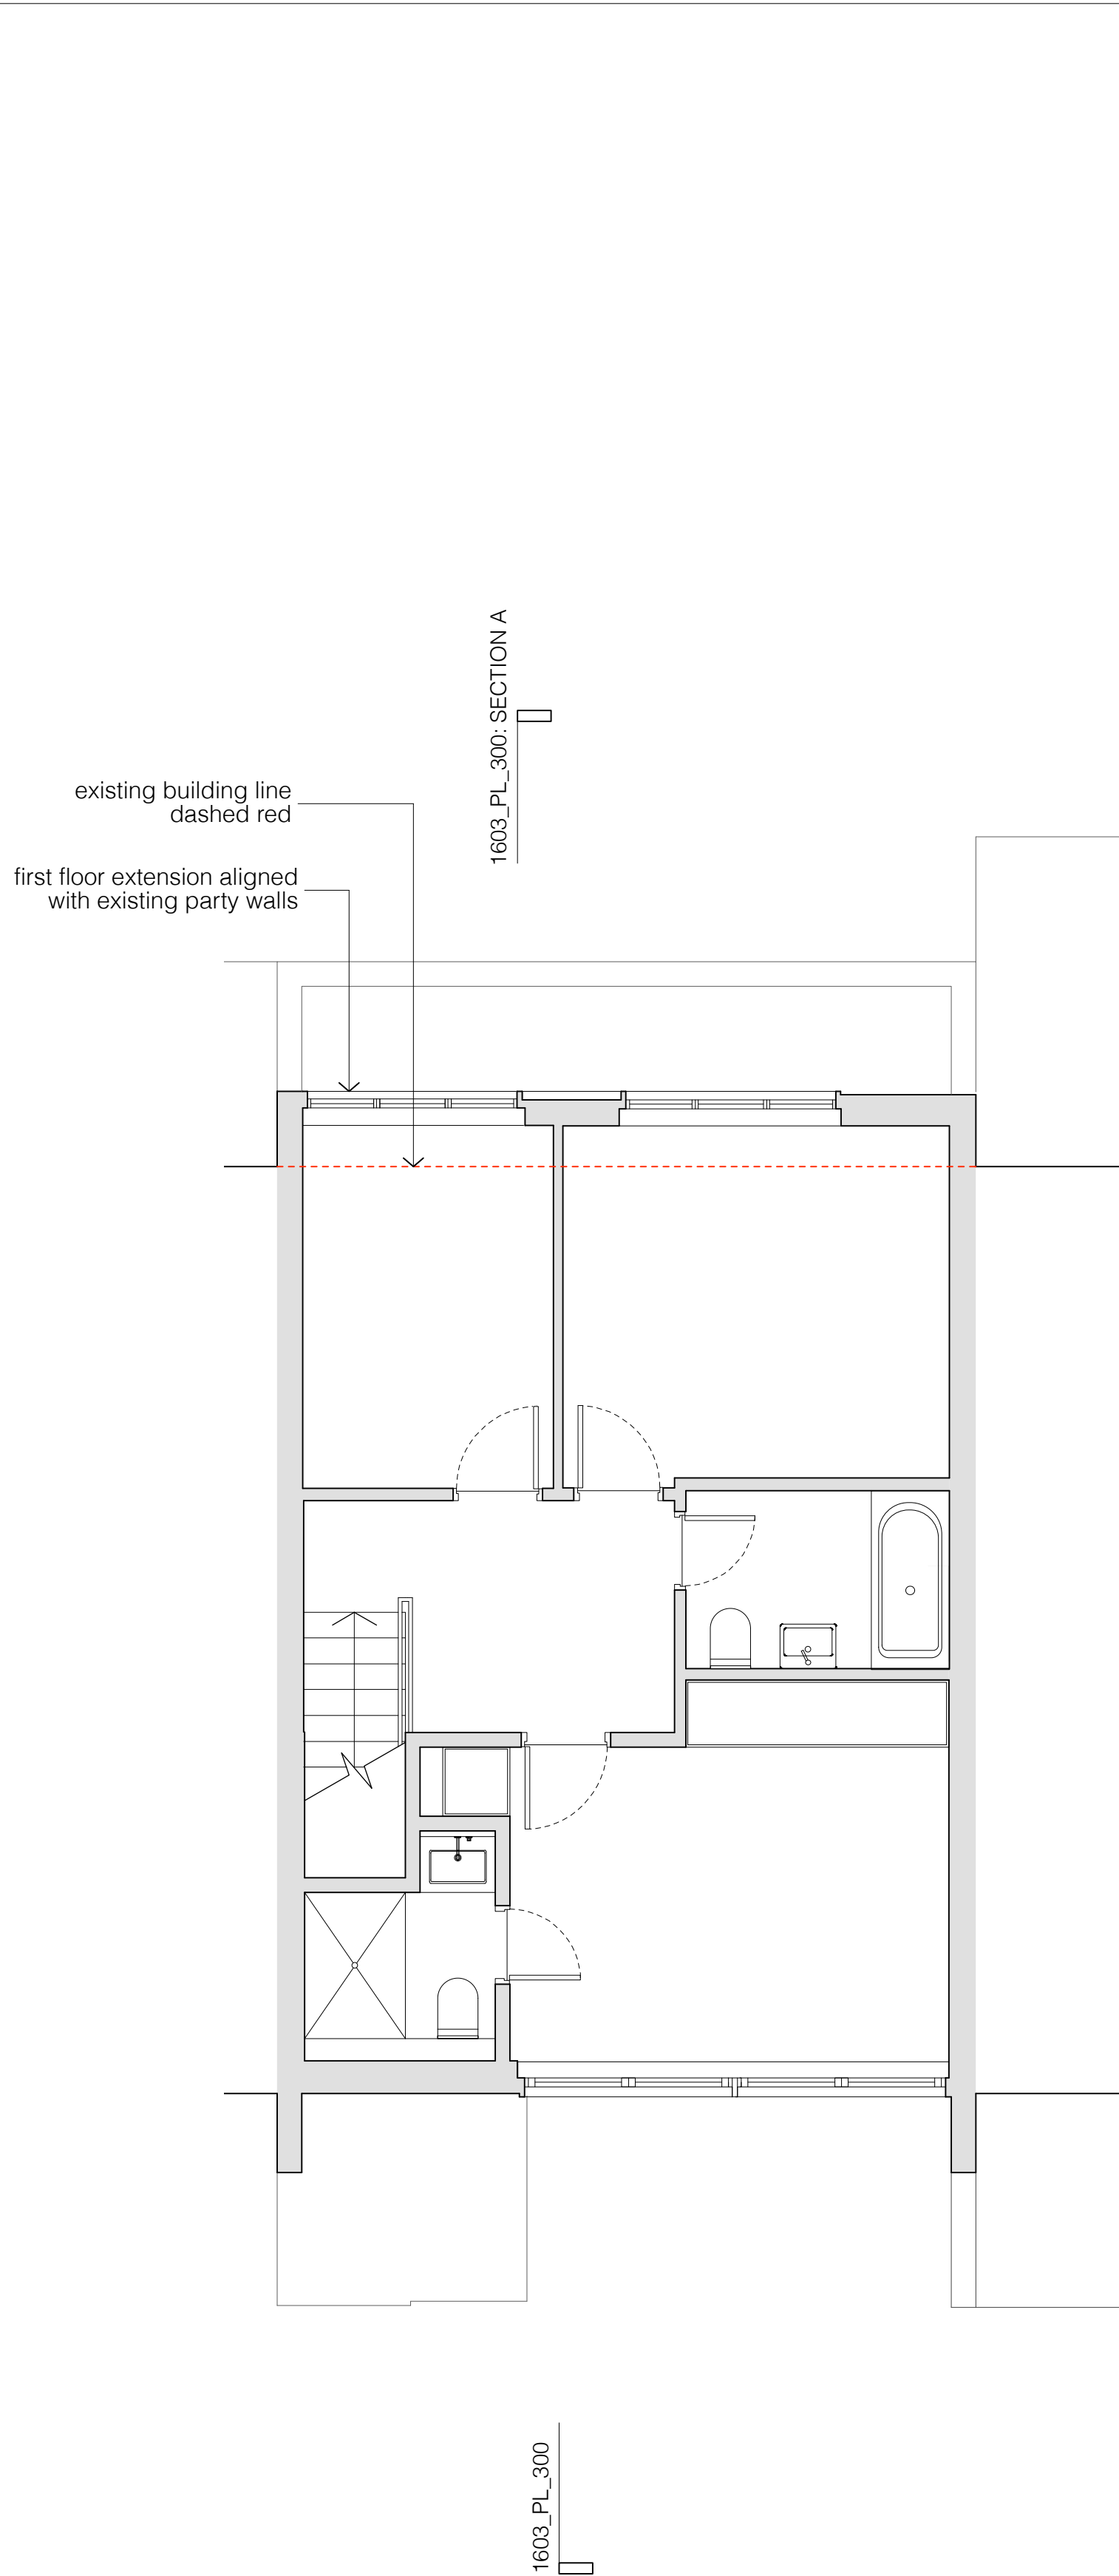 1603_PL_300: SECTION A
existing building line
dashed red
first floor extension aligned
with existing party walls
1603_PL_300